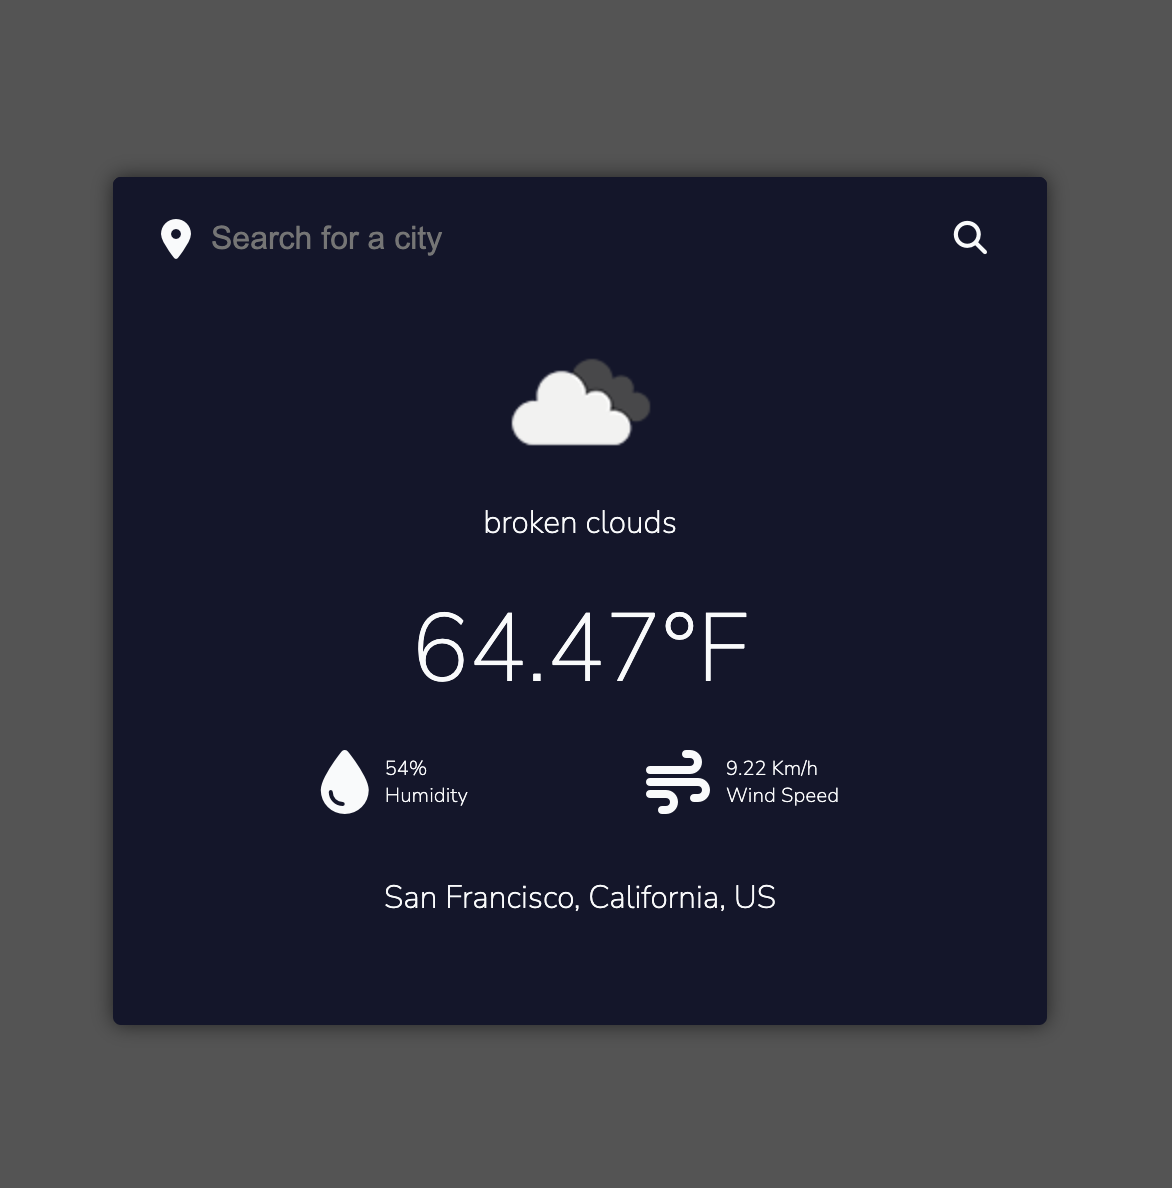 Search for a city
broken clouds
64.47°F
54%
Humidity
9.22 Km/h
Wind Speed
San Francisco, California, US